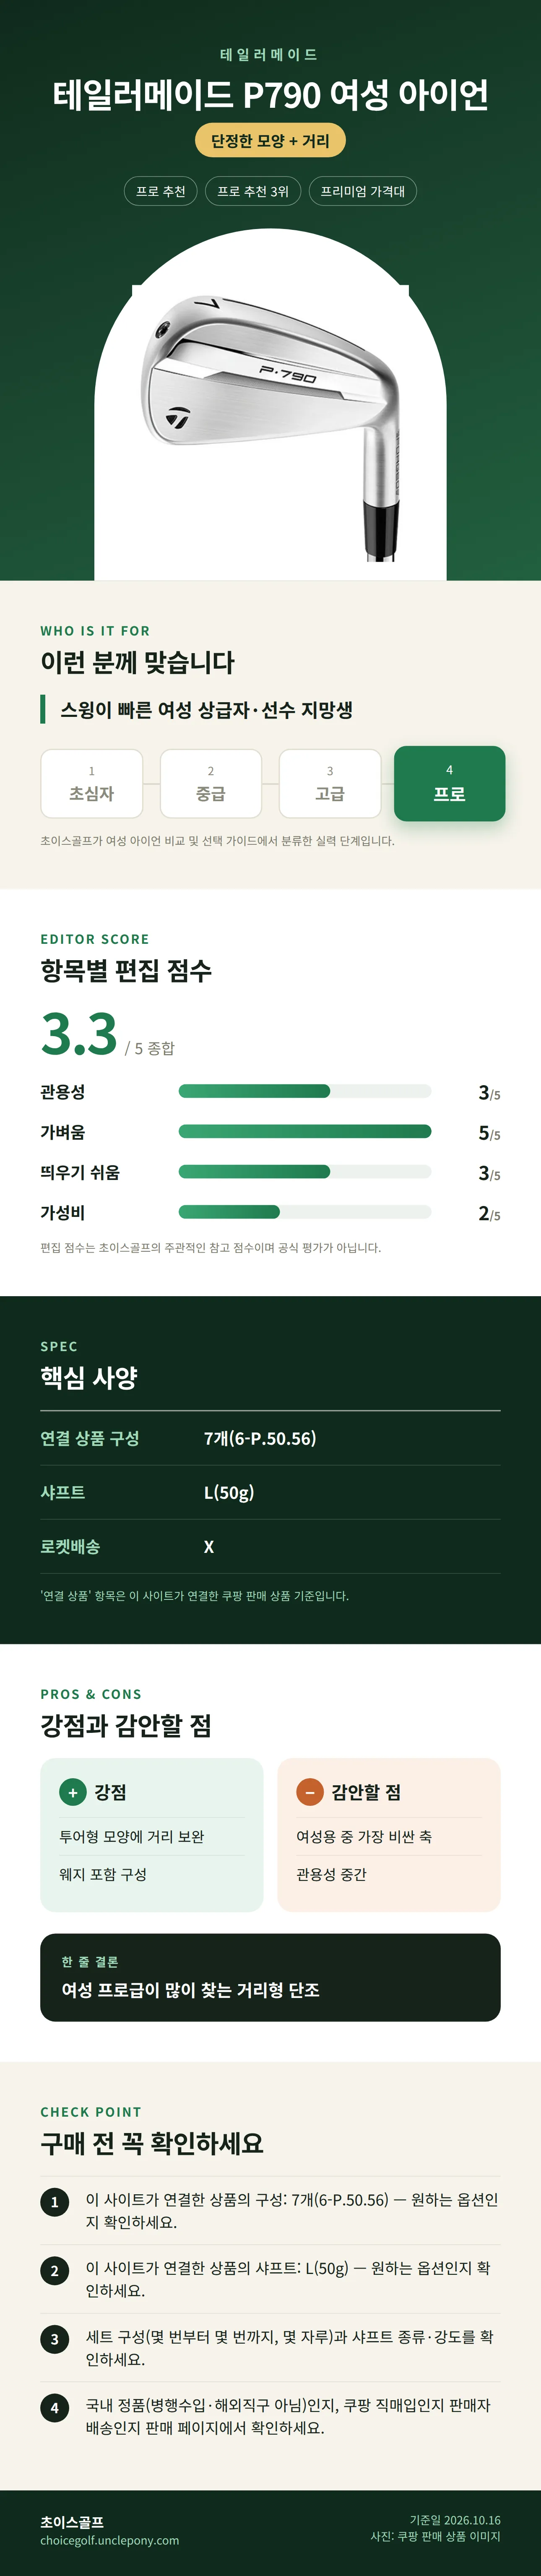 테일러메이드
테일러메이드 P790 여성 아이언
단정한 모양 + 거리
프로 추천
프로 추천 3위
프리미엄 가격대
7
P·790
WHO IS IT FOR
이런 분께 맞습니다
스윙이 빠른 여성 상급자·선수 지망생
1
초심자
2
중급
3
고급
4
프로
초이스골프가 여성 아이언 비교 및 선택 가이드에서 분류한 실력 단계입니다.
EDITOR SCORE
항목별 편집 점수
3.3 / 5 종합
관용성 3/5
가벼움 5/5
띄우기 쉬움 3/5
가성비 2/5
편집 점수는 초이스골프의 주관적인 참고 점수이며 공식 평가가 아닙니다.
SPEC
핵심 사양
연결 상품 구성 7개(6-P.50.56)
샤프트 L(50g)
로켓배송 X
'연결 상품' 항목은 이 사이트가 연결한 쿠팡 판매 상품 기준입니다.
PROS & CONS
강점과 감안할 점
+ 강점
투어형 모양에 거리 보완
웨지 포함 구성
− 감안할 점
여성용 중 가장 비싼 축
관용성 중간
한 줄 결론
여성 프로급이 많이 찾는 거리형 단조
CHECK POINT
구매 전 꼭 확인하세요
1 이 사이트가 연결한 상품의 구성: 7개(6-P.50.56) — 원하는 옵션인
지 확인하세요.
2 이 사이트가 연결한 상품의 샤프트: L(50g) — 원하는 옵션인지 확
인하세요.
3 세트 구성(몇 번부터 몇 번까지, 몇 자루)과 샤프트 종류·강도를 확
인하세요.
4 국내 정품(병행수입·해외직구 아님)인지, 쿠팡 직매입인지 판매자
배송인지 판매 페이지에서 확인하세요.
초이스골프
choicegolf.unclepony.com
기준일 2026.10.16
사진: 쿠팡 판매 상품 이미지